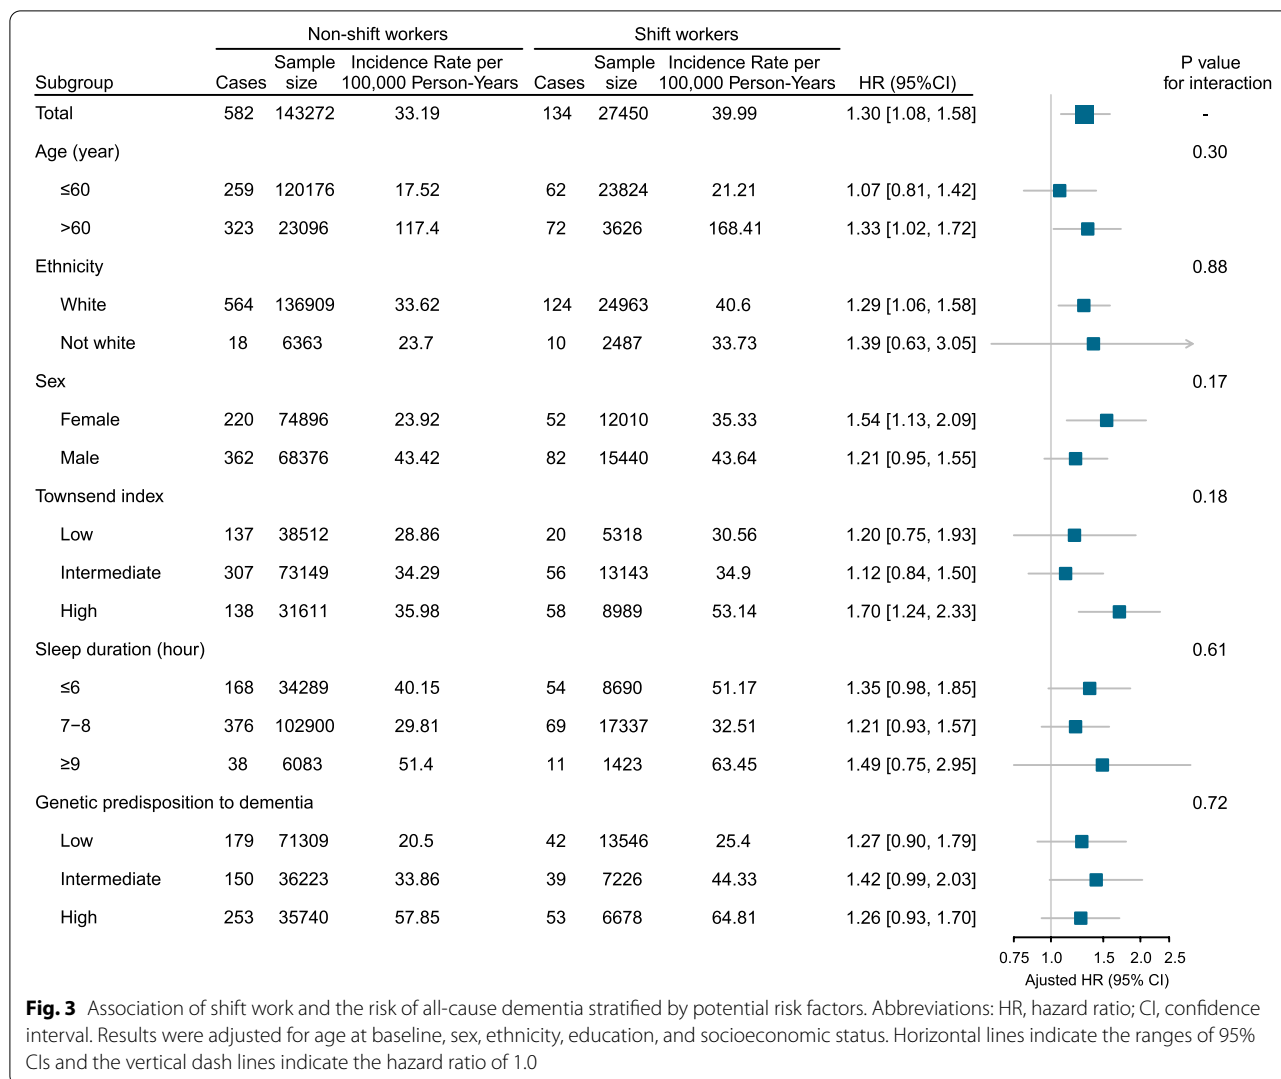 Non-shift workers Shift workers
Sample Incidence Rate per Sample Incidence Rate per P value
Subgroup Cases size 100,000 Person-Years Cases size 100,000 Person-Years HR (95%CI) for interaction
Total 582 143272 33.19 134 27450 39.99 1.30 [1.08, 1.58] -
Age (year) 0.30
≤60 259 120176 17.52 62 23824 21.21 1.07 [0.81, 1.42]
>60 323 23096 117.4 72 3626 168.41 1.33 [1.02, 1.72]
Ethnicity 0.88
White 564 136909 33.62 124 24963 40.6 1.29 [1.06, 1.58]
Not white 18 6363 23.7 10 2487 33.73 1.39 [0.63, 3.05]
Sex 0.17
Female 220 74896 23.92 52 12010 35.33 1.54 [1.13, 2.09]
Male 362 68376 43.42 82 15440 43.64 1.21 [0.95, 1.55]
Townsend index 0.18
Low 137 38512 28.86 20 5318 30.56 1.20 [0.75, 1.93]
Intermediate 307 73149 34.29 56 13143 34.9 1.12 [0.84, 1.50]
High 138 31611 35.98 58 8989 53.14 1.70 [1.24, 2.33]
Sleep duration (hour) 0.61
≤6 168 34289 40.15 54 8690 51.17 1.35 [0.98, 1.85]
7−8 376 102900 29.81 69 17337 32.51 1.21 [0.93, 1.57]
≥9 38 6083 51.4 11 1423 63.45 1.49 [0.75, 2.95]
Genetic predisposition to dementia 0.72
Low 179 71309 20.5 42 13546 25.4 1.27 [0.90, 1.79]
Intermediate 150 36223 33.86 39 7226 44.33 1.42 [0.99, 2.03]
High 253 35740 57.85 53 6678 64.81 1.26 [0.93, 1.70]
0.75 1.0 1.5 2.0 2.5
Ajusted HR (95% CI)
Fig. 3 Association of shift work and the risk of all-cause dementia stratified by potential risk factors. Abbreviations: HR, hazard ratio; CI, confidence
interval. Results were adjusted for age at baseline, sex, ethnicity, education, and socioeconomic status. Horizontal lines indicate the ranges of 95%
CIs and the vertical dash lines indicate the hazard ratio of 1.0